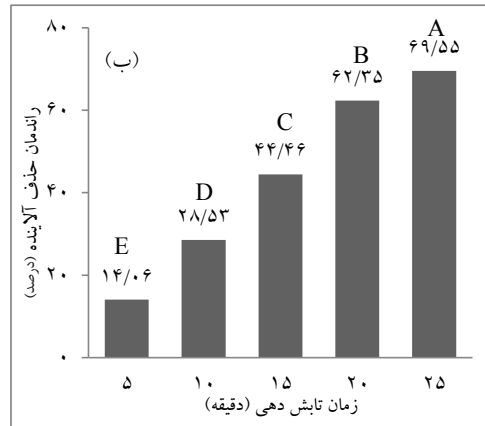 (ب)
راندمان حذف آلاینده (درصد)
۸۰
۶۰
۴۰
۲۰
۰
A
۶۹/۵۵
B
۶۲/۳۵
C
۴۴/۴۶
D
۲۸/۵۳
E
۱۴/۰۶
۵ ۱۰ ۱۵ ۲۰ ۲۵
زمان تابش دهی (دقیقه)